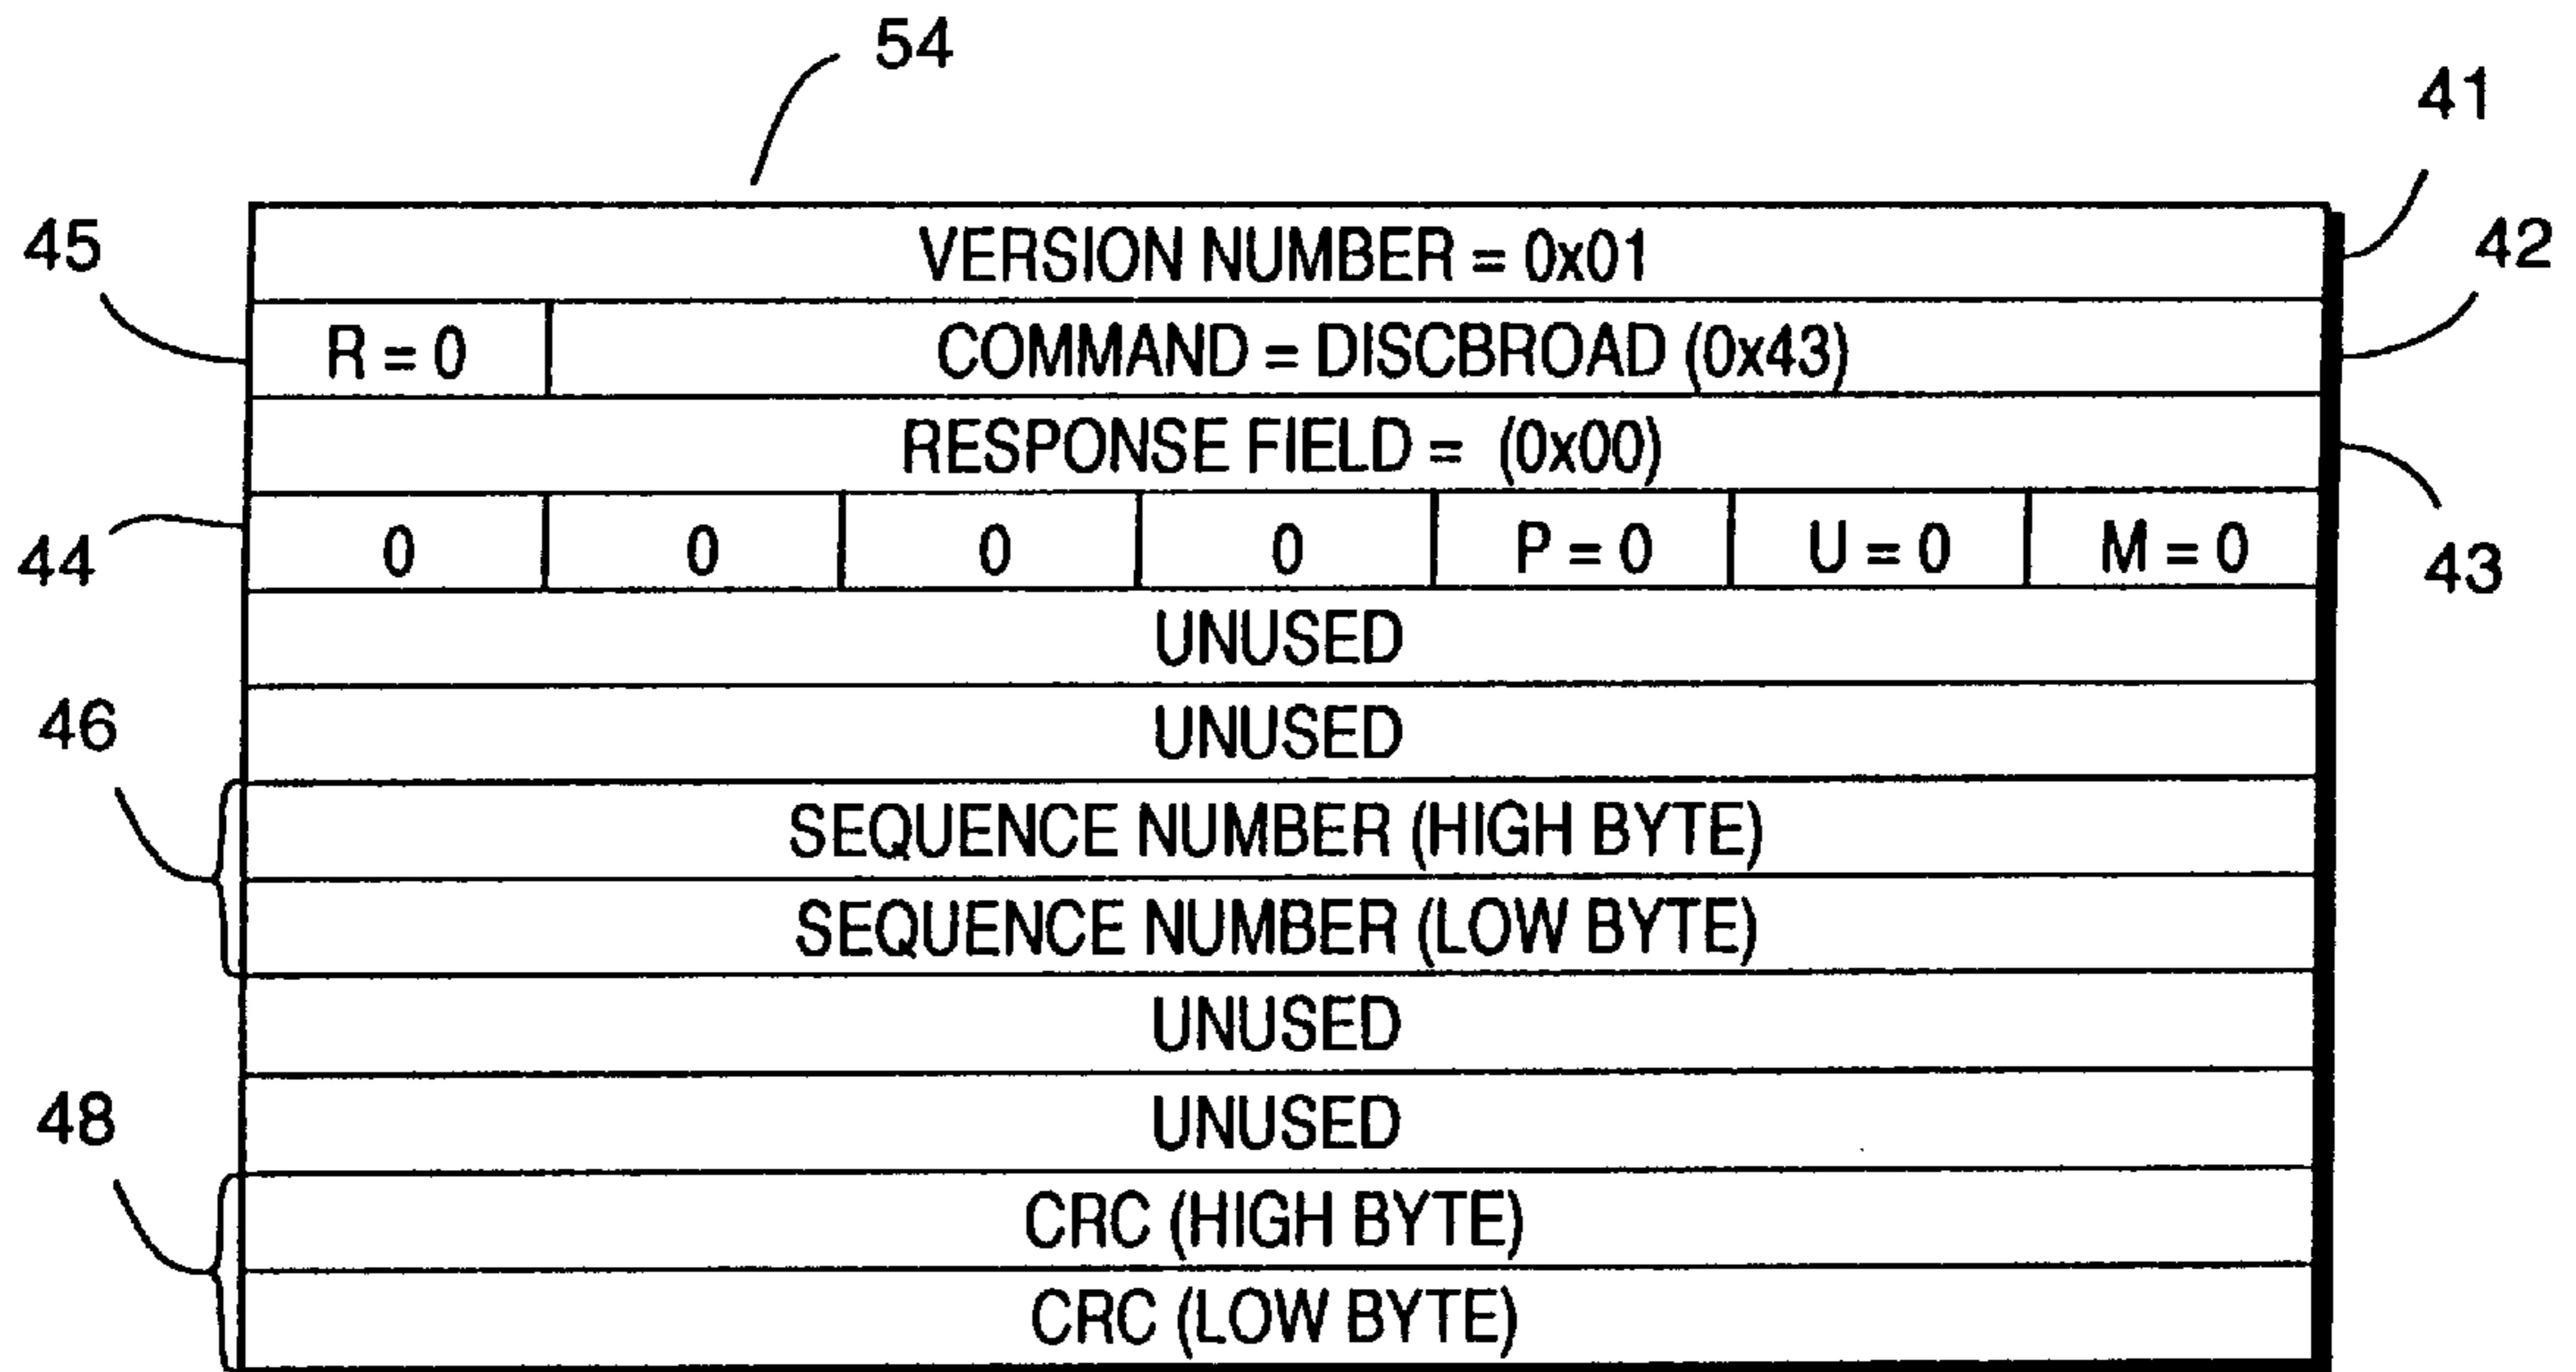 54
41
VERSION NUMBER = 0x01
45
42
R = 0 COMMAND = DISCBROAD (0x43)
RESPONSE FIELD = (0x00)
44
0 0 0 0 P = 0 U = 0 M = 0
43
UNUSED
UNUSED
46
SEQUENCE NUMBER (HIGH BYTE)
SEQUENCE NUMBER (LOW BYTE)
UNUSED
UNUSED
48
CRC (HIGH BYTE)
CRC (LOW BYTE)